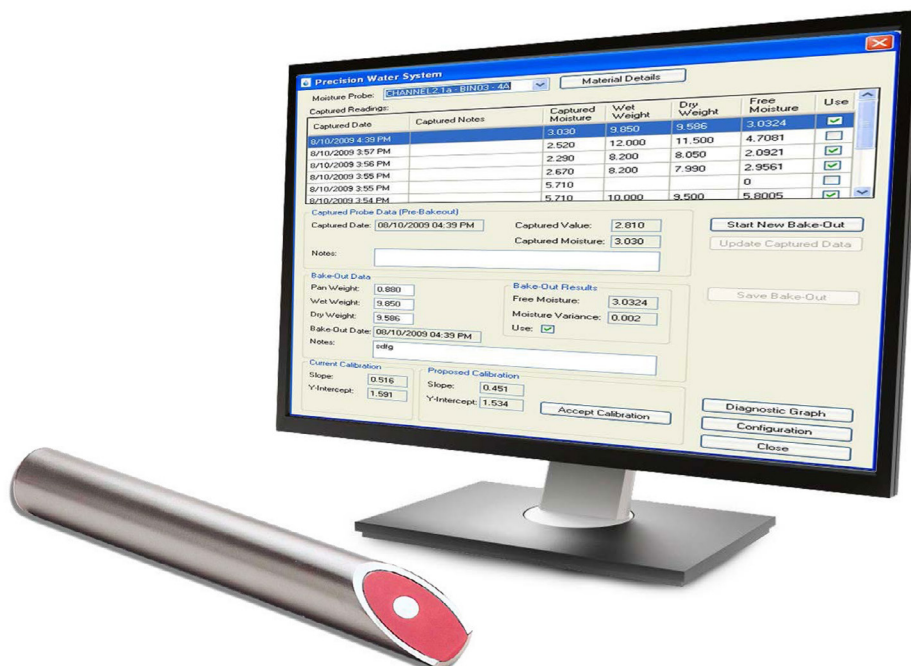 Precision Water System
Moisture Probe: CHANNEL2.1a - BIN03 - 4A Material Details
Captured Readings:
Captured Date Captured Notes Captured Moisture Wet Weight Dry Weight Free Moisture Use
8/10/2009 4:39 PM 3.030 9.850 9.586 3.0324
8/10/2009 3:57 PM 2.520 12.000 11.500 4.7081
8/10/2009 3:56 PM 2.290 8.200 8.050 2.0921
8/10/2009 3:55 PM 2.670 8.200 7.990 2.9561
8/10/2009 3:55 PM 5.710 0
8/10/2009 3:54 PM 5.710 10.000 9.500 5.8005
Captured Probe Data (Pre-Bakeout)
Captured Date: 08/10/2009 04:39 PM Captured Value: 2.810 Start New Bake-Out
Captured Moisture: 3.030 Update Captured Data
Notes:
Bake-Out Data
Pan Weight: 0.880 Bake-Out Results Save Bake-Out
Wet Weight: 9.850 Free Moisture: 3.0324
Dry Weight: 9.586 Moisture Variance: 0.002
Bake-Out Date: 08/10/2009 04:39 PM Use:
Notes: sdfg
Current Calibration Proposed Calibration
Slope: 0.516 Slope: 0.451
Y-Intercept: 1.591 Y-Intercept: 1.534 Accept Calibration Diagnostic Graph
Configuration
Close